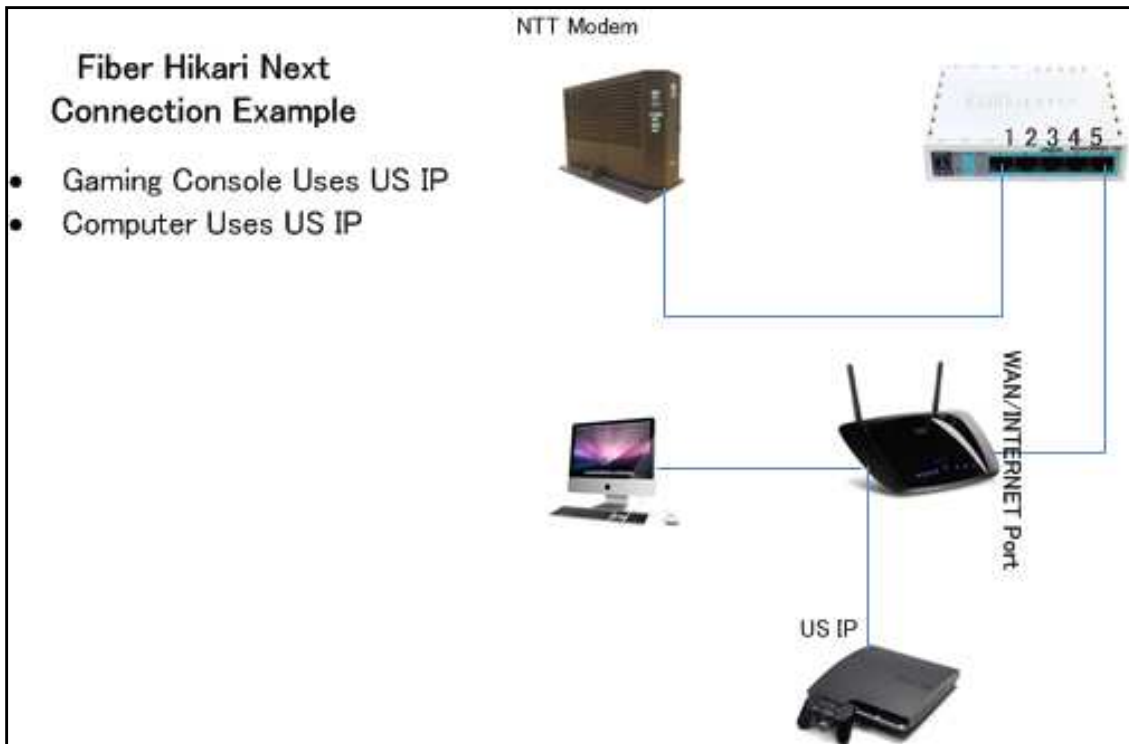 NTT Modem
Fiber Hikari Next
Connection Example
• Gaming Console Uses US IP
• Computer Uses US IP
1 2 3 4 5
WAN/INTERNET Port
US IP